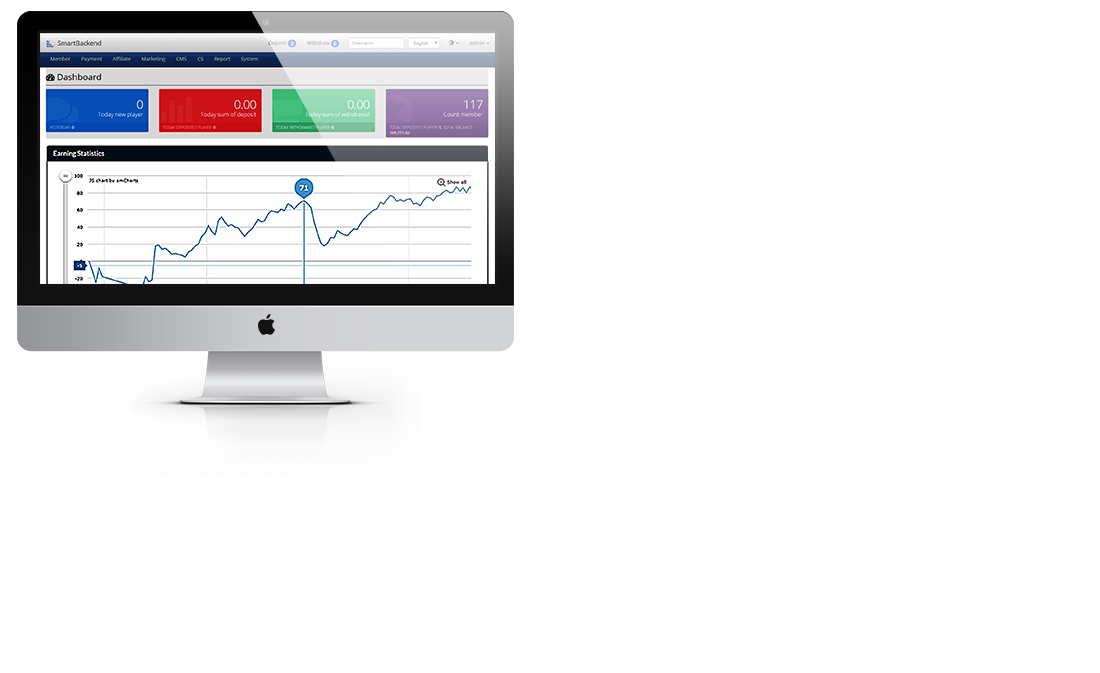 SmartBackend
Deposit 2 Withdraw 6 Username English admin
Member Payment Affiliate Marketing CMS CS Report System
Dashboard
0 0.00 0.00 117
Today new player Today sum of deposit Today sum of withdrawal Count member
YESTERDAY 0 TODAY DEPOSITED PLAYER 0 TODAY WITHDRAWED PLAYER 0 TOTAL DEPOSITED PLAYER & TOTAL BALANCE
Earning Statistics
100 JS chart by amCharts Show all
80
71
60
40
20
-5
-20